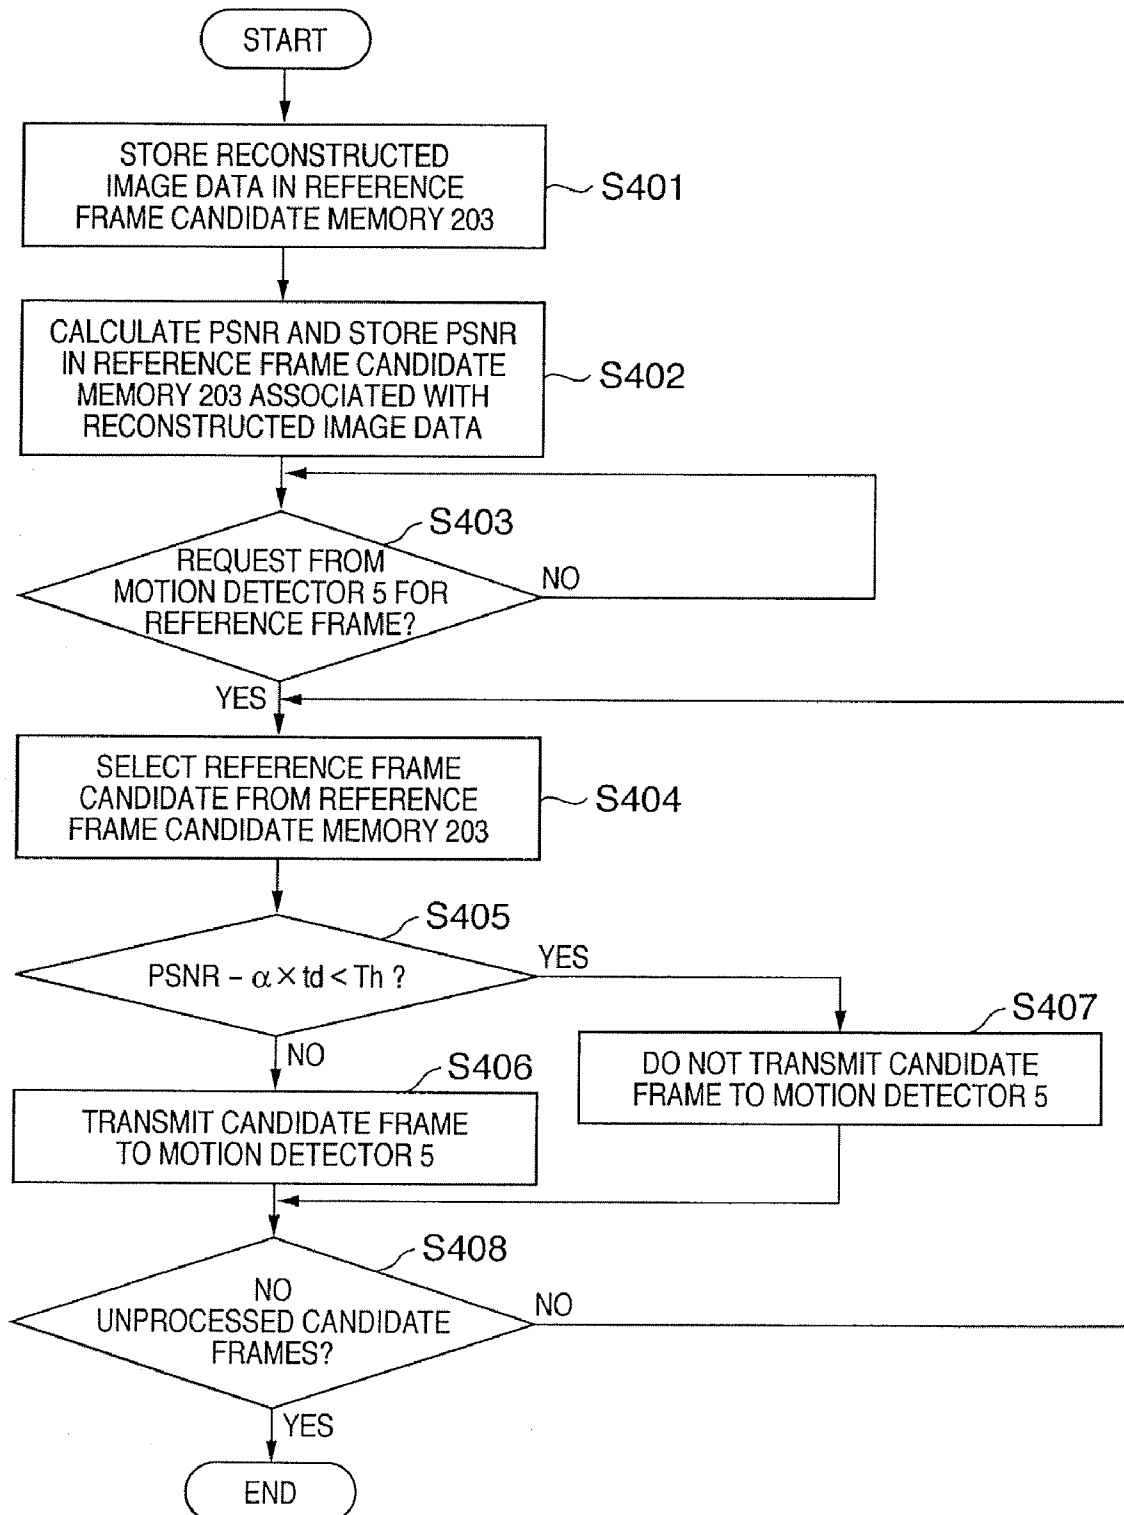 START
STORE RECONSTRUCTED
IMAGE DATA IN REFERENCE
FRAME CANDIDATE MEMORY 203
S401
CALCULATE PSNR AND STORE PSNR
IN REFERENCE FRAME CANDIDATE
MEMORY 203 ASSOCIATED WITH
RECONSTRUCTED IMAGE DATA
S402
S403
REQUEST FROM
MOTION DETECTOR 5 FOR
REFERENCE FRAME?
NO
YES
SELECT REFERENCE FRAME
CANDIDATE FROM REFERENCE
FRAME CANDIDATE MEMORY 203
S404
S405
PSNR – α × td < Th ?
YES
NO
S406
TRANSMIT CANDIDATE FRAME
TO MOTION DETECTOR 5
S407
DO NOT TRANSMIT CANDIDATE
FRAME TO MOTION DETECTOR 5
S408
NO
UNPROCESSED CANDIDATE
FRAMES?
NO
YES
END